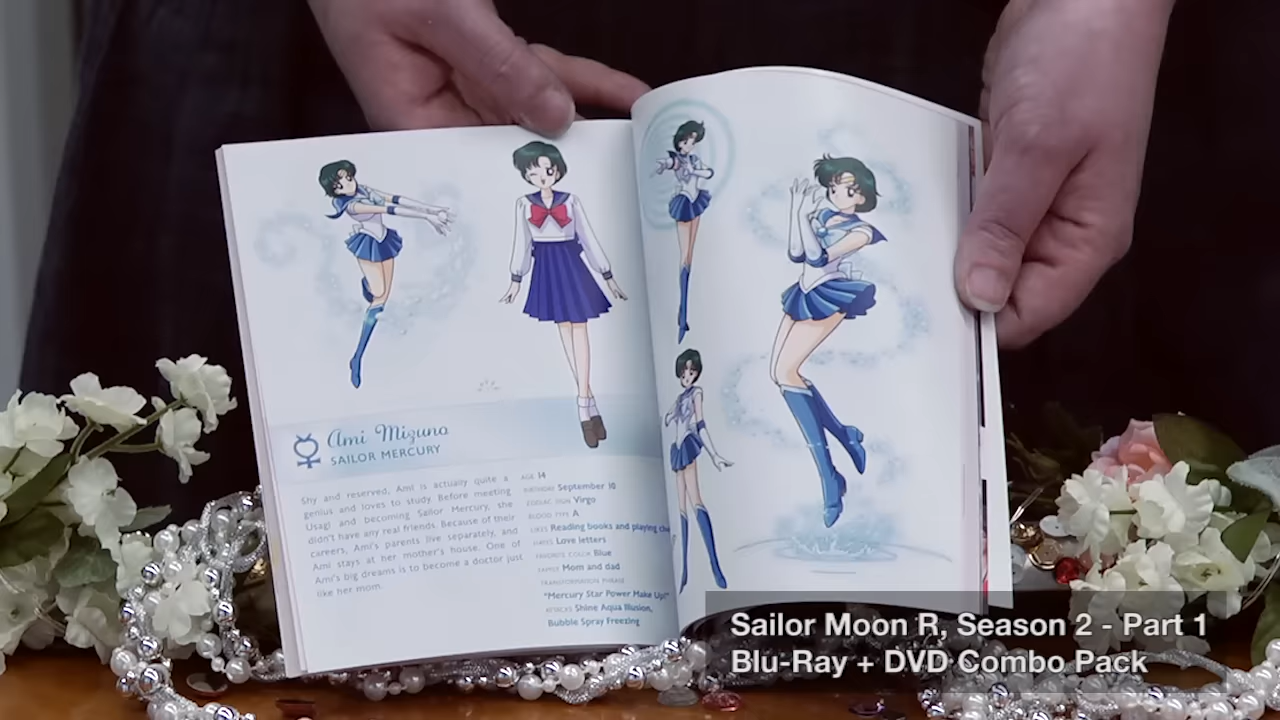 Ami Mizuno
SAILOR MERCURY
Shy and reserved, Ami is actually quite a
genius and loves to study. Before meeting
Usagi and becoming Sailor Mercury, she
didn't have any real friends. Because of their
careers, Ami's parents live separately, and
Ami stays at her mother's house. One of
Ami's big dreams is to become a doctor just
like her mom.
AGE 14
BIRTHDAY September 10
ZODIAC SIGN Virgo
BLOOD TYPE A
LIKES Reading books and playing che
HATES Love letters
FAVORITE COLOR Blue
FAMILY Mom and dad
TRANSFORMATION PHRASE
"Mercury Star Power Make Up!"
ATTACKS Shine Aqua Illusion,
Bubble Spray Freezing
Sailor Moon R, Season 2 - Part 1
Blu-Ray + DVD Combo Pack